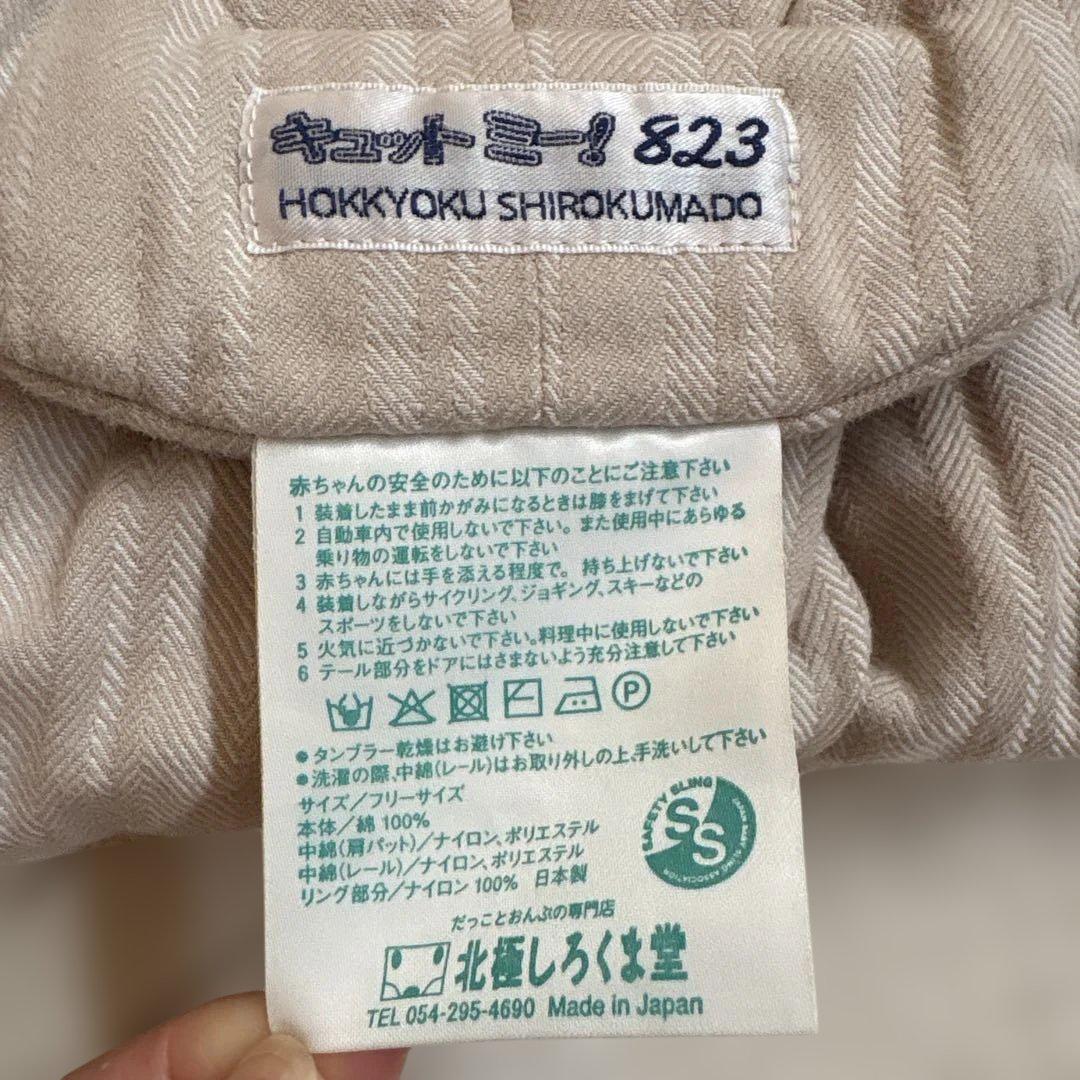 キュット ミー! 823
HOKKYOKU SHIROKUMADO
赤ちゃんの安全のために以下のことにご注意下さい
1 装着したまま前かがみになるときは膝をまげて下さい
2 自動車内で使用しないで下さい。また使用中にあらゆる
乗り物の運転をしないで下さい
3 赤ちゃんには手を添える程度で。持ち上げないで下さい
4 装着しながらサイクリング、ジョギング、スキーなどの
スポーツをしないで下さい
5 火気に近づかないで下さい。料理中に使用しないで下さい
6 テール部分をドアにはさまないよう充分注意して下さい
P
●タンブラー乾燥はお避け下さい
●洗濯の際、中綿(レール)はお取り外しの上、手洗いして下さい
サイズ/フリーサイズ
本体/綿 100%
中綿(肩パット)/ナイロン、ポリエステル
中綿(レール)/ナイロン、ポリエステル
リング部分/ナイロン 100% 日本製
SAFETY SLING
SS
BABY SLING ASSOCIATION
だっことおんぶの専門店
北極しろくま堂
TEL 054-295-4690 Made in Japan